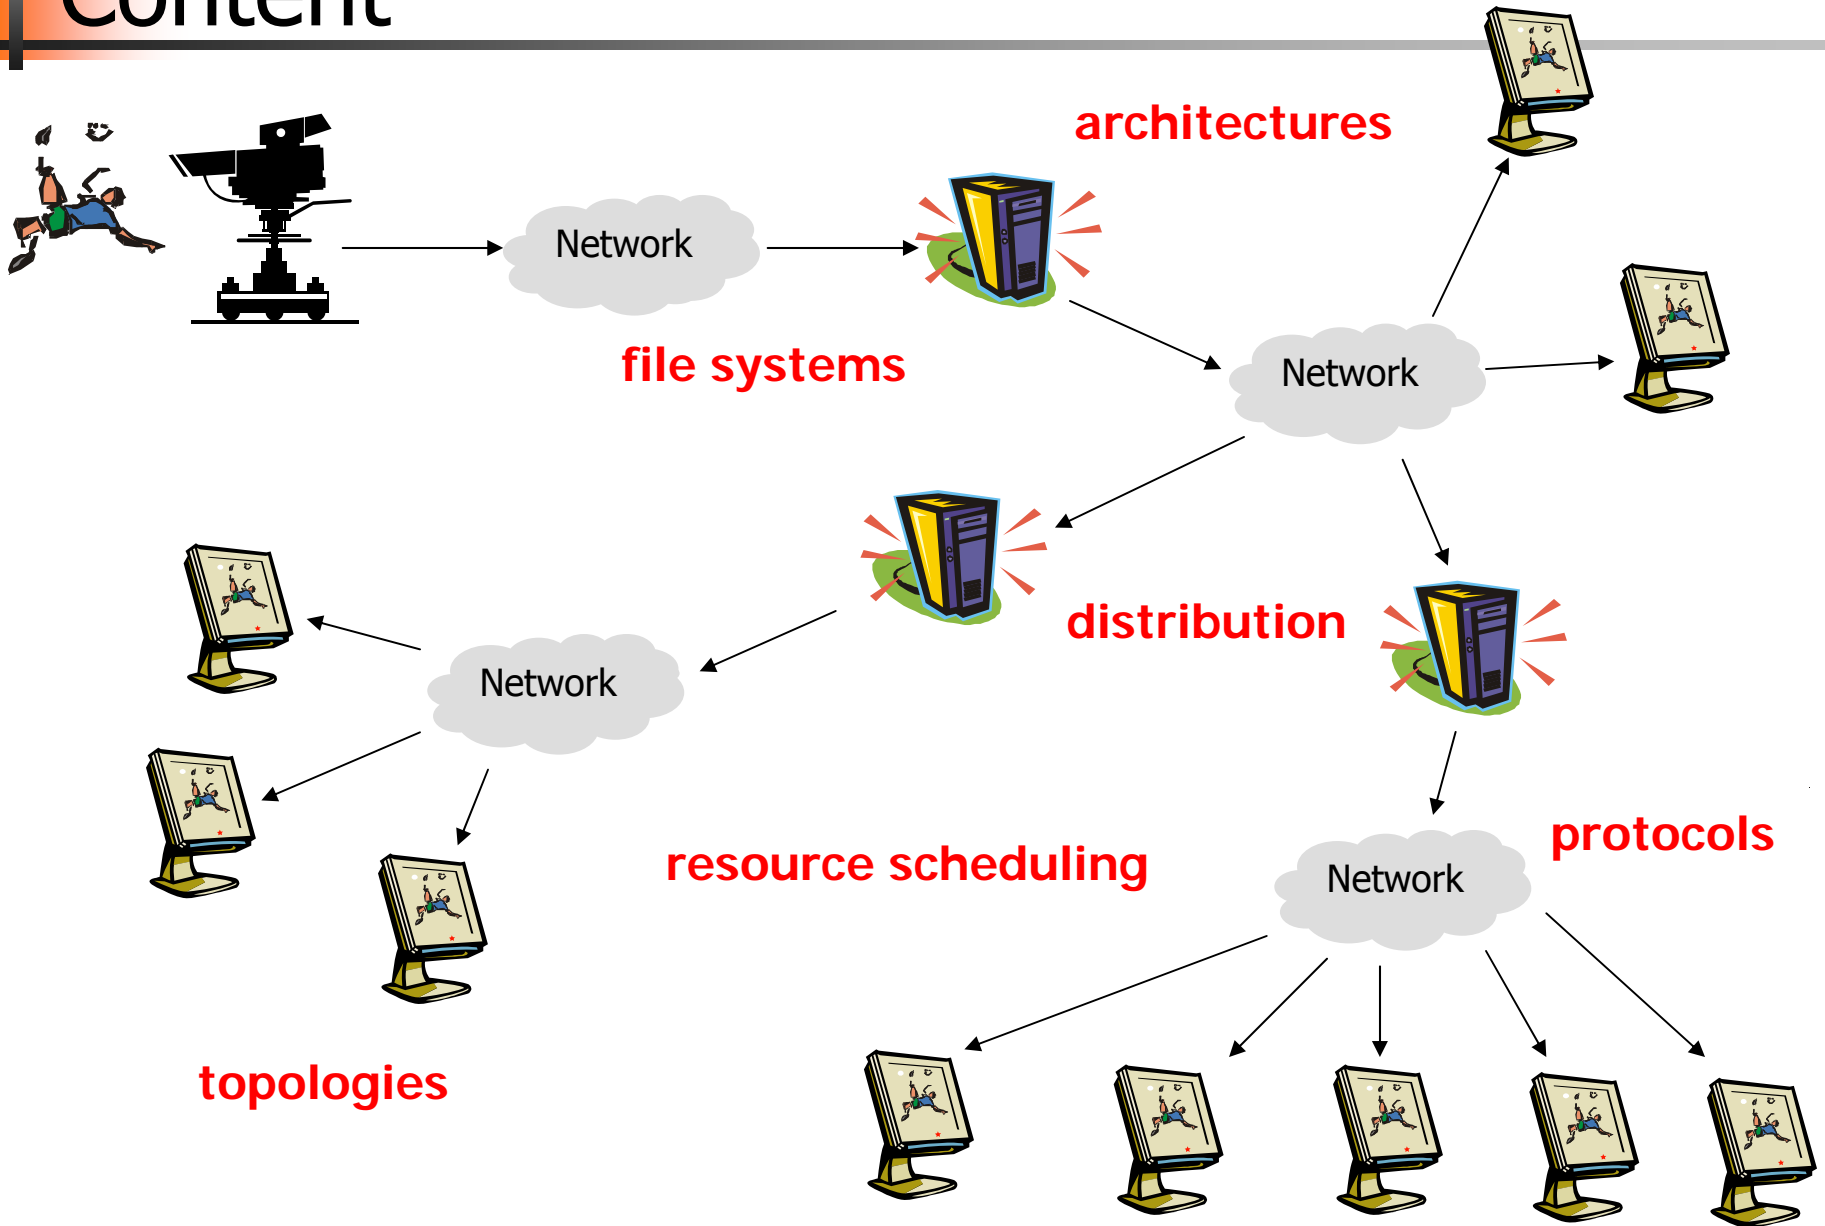 Content
architectures
Network
file systems
Network
distribution
Network
protocols
resource scheduling
Network
topologies